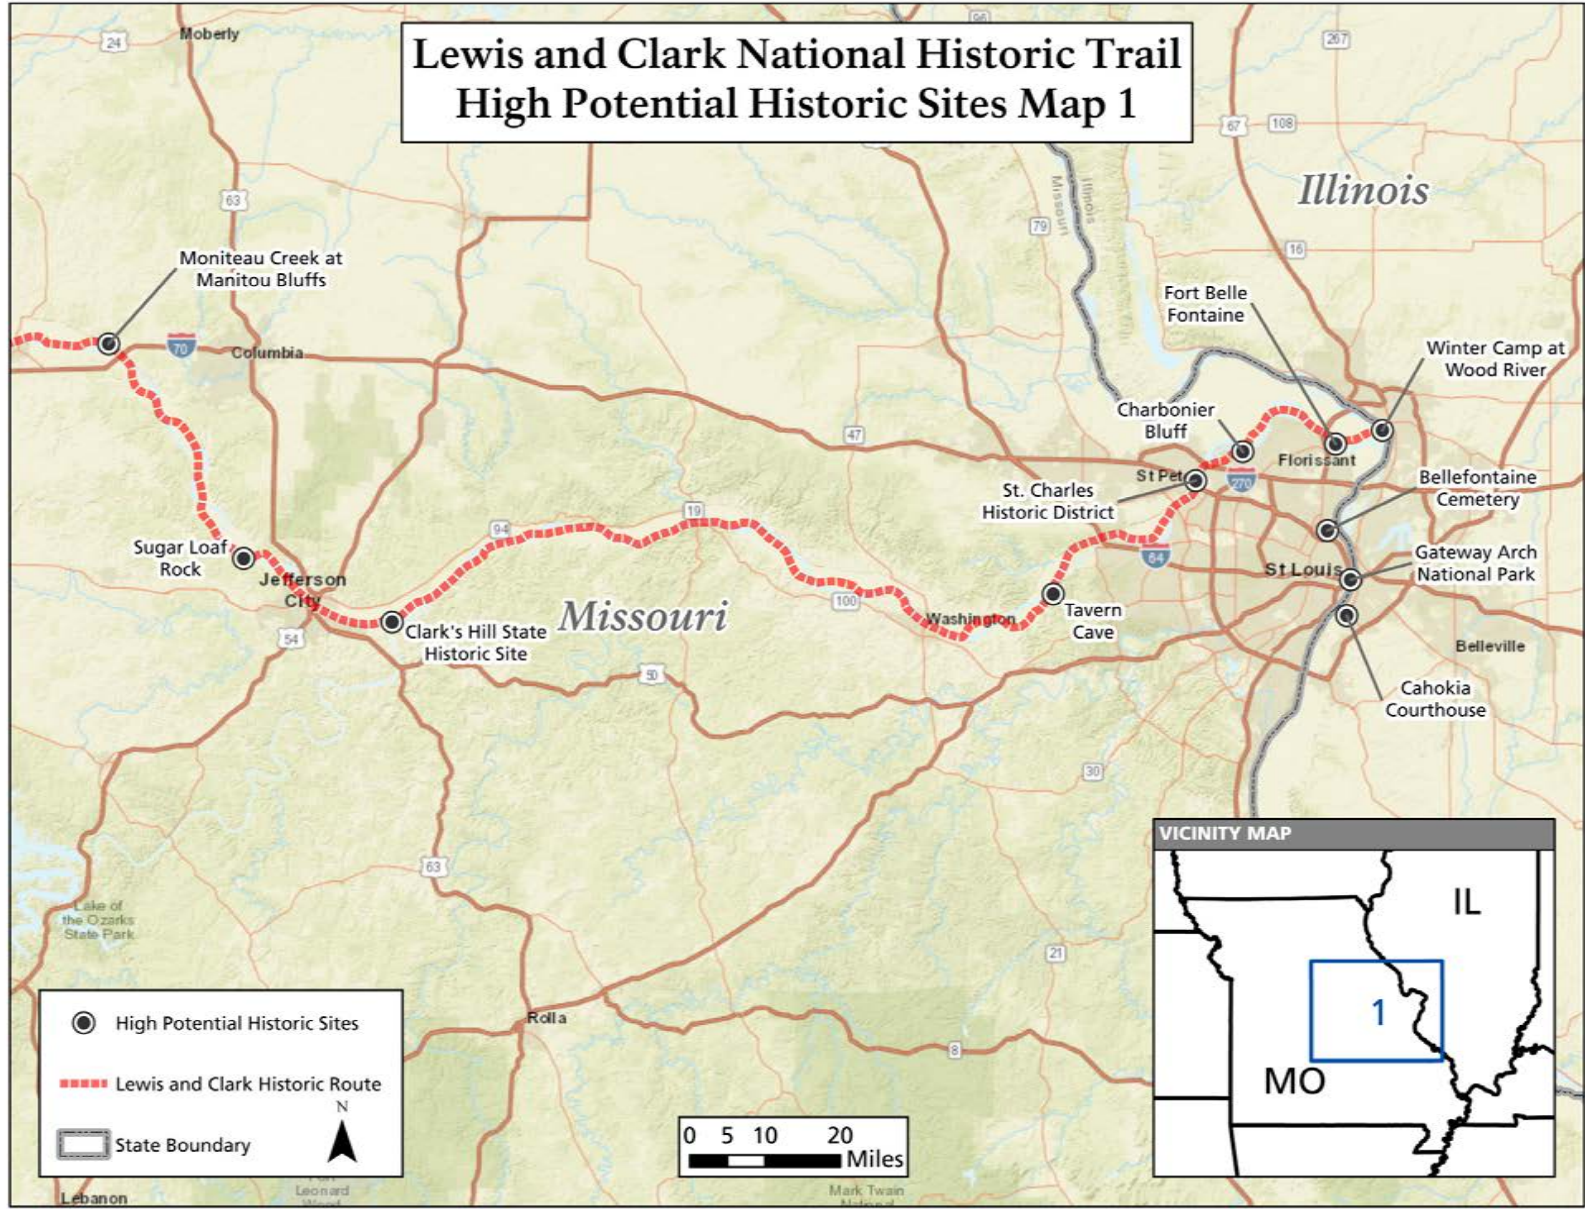 Lewis and Clark National Historic Trail
High Potential Historic Sites Map 1
96
24
Moberly
267
67
108
Illinois
Missouri
Illinois
79
63
16
Moniteau Creek at
Manitou Bluffs
Fort Belle
Fontaine
70
Columbia
Winter Camp at
Wood River
Charbonier
Bluff
47
Florissant
St Pet
270
Bellefontaine
Cemetery
St. Charles
Historic District
19
94
Sugar Loaf
Rock
64
Gateway Arch
National Park
St Louis
Jefferson
City
100
Missouri
Washington
Tavern
Cave
54
Clark's Hill State
Historic Site
Belleville
50
Cahokia
Courthouse
30
63
Lake of
the Ozarks
State Park
21
Rolla
8
VICINITY MAP
IL
1
MO
High Potential Historic Sites
Lewis and Clark Historic Route
N
State Boundary
0 5 10 20
Miles
Leonard
Mark Twain
Lebanon